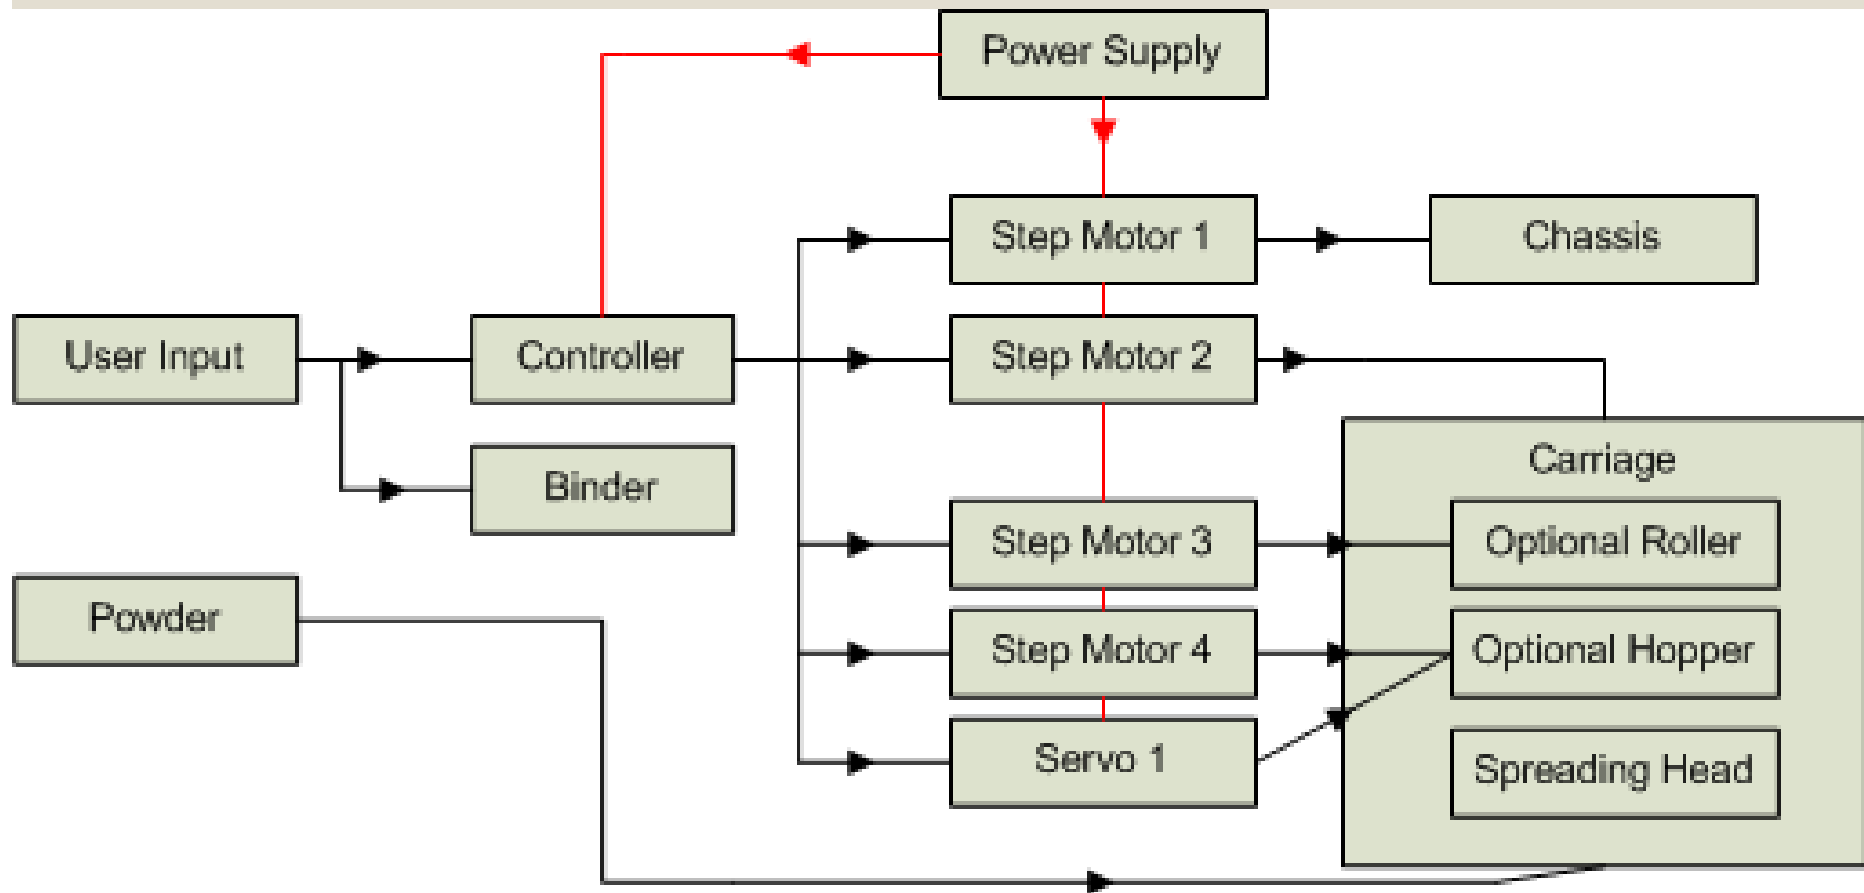 Power Supply
Step Motor 1
Chassis
User Input
Controller
Step Motor 2
Carriage
Binder
Step Motor 3
Optional Roller
Powder
Step Motor 4
Optional Hopper
Servo 1
Spreading Head